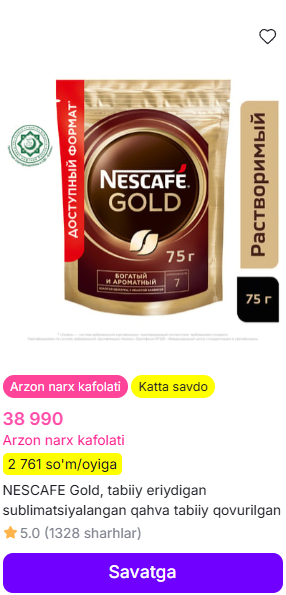 ДОСТУПНЫЙ ФОРМАТ*
NESCAFÉ
GOLD
75 г
БОГАТЫЙ
И АРОМАТНЫЙ
7
Растворимый
75 г
Arzon narx kafolati
Katta savdo
38 990
Arzon narx kafolati
2 761 so'm/oyiga
NESCAFE Gold, tabiiy eriydigan
sublimatsiyalangan qahva tabiiy qovurilgan
5.0 (1328 sharhlar)
Savatga